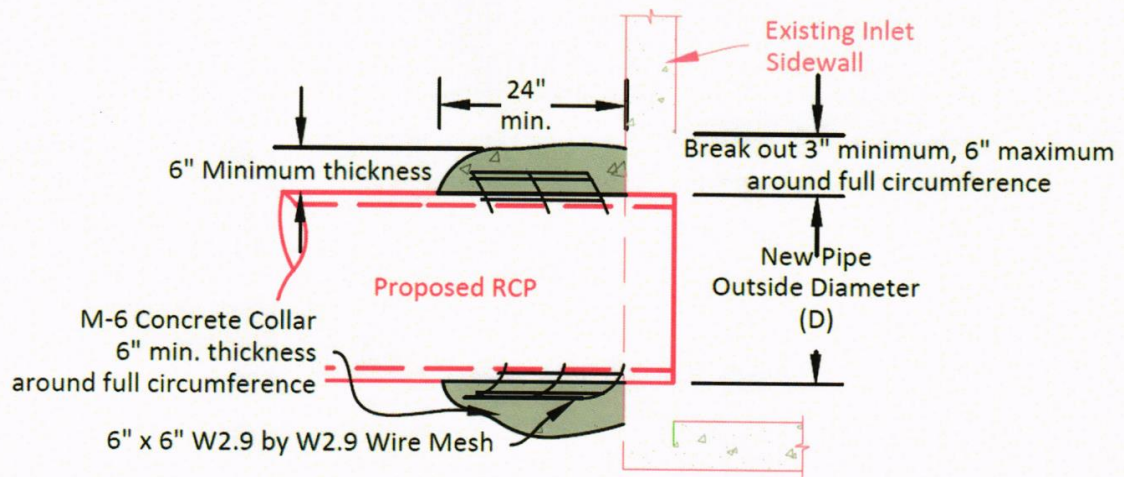 Existing Inlet
Sidewall
24"
min.
6" Minimum thickness
Break out 3" minimum, 6" maximum
around full circumference
New Pipe
Outside Diameter
(D)
Proposed RCP
M-6 Concrete Collar
6" min. thickness
around full circumference
6" x 6" W2.9 by W2.9 Wire Mesh